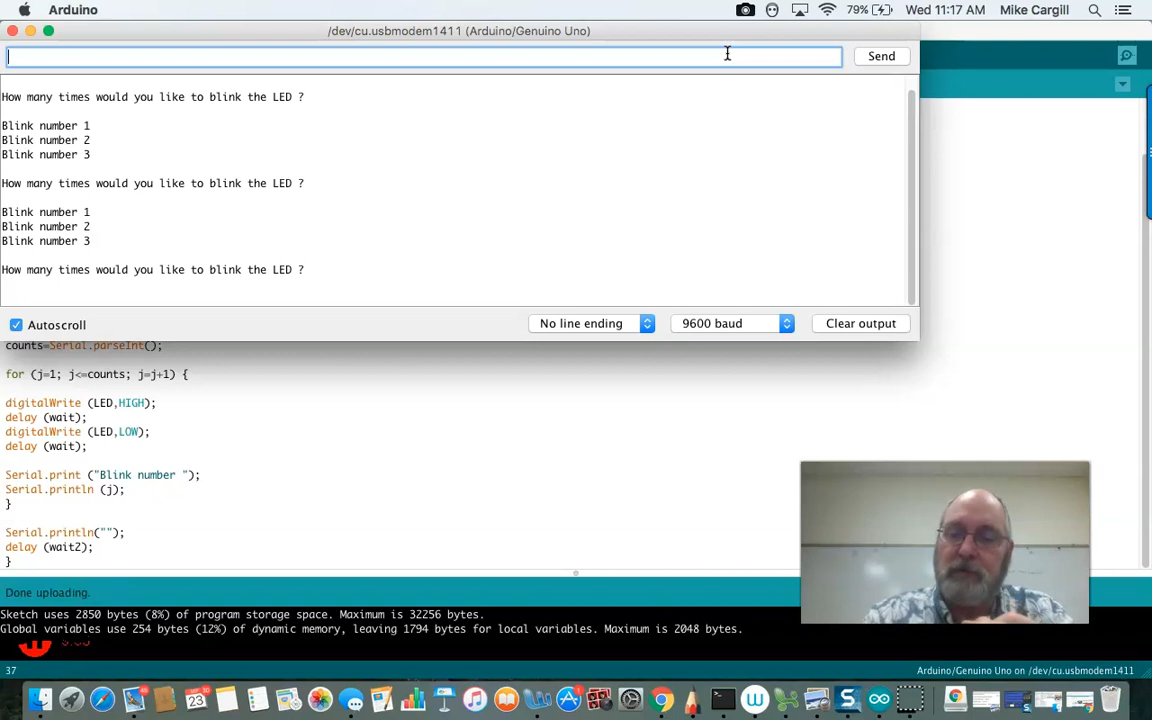 Arduino
79%
Wed 11:17 AM
Mike Cargill
/dev/cu.usbmodem1411 (Arduino/Genuino Uno)
Send
How many times would you like to blink the LED ?
Blink number 1
Blink number 2
Blink number 3
How many times would you like to blink the LED ?
Blink number 1
Blink number 2
Blink number 3
How many times would you like to blink the LED ?
Autoscroll
No line ending
9600 baud
Clear output
counts=Serial.parseInt();
for (j=1; j<=counts; j=j+1) {
digitalWrite (LED,HIGH);
delay (wait);
digitalWrite (LED,LOW);
delay (wait);
Serial.print ("Blink number ");
Serial.println (j);
}
Serial.println("");
delay (wait2);
}
Done uploading.
Sketch uses 2850 bytes (8%) of program storage space. Maximum is 32256 bytes.
Global variables use 254 bytes (12%) of dynamic memory, leaving 1794 bytes for local variables. Maximum is 2048 bytes.
37
Arduino/Genuino Uno on /dev/cu.usbmodem1411
23